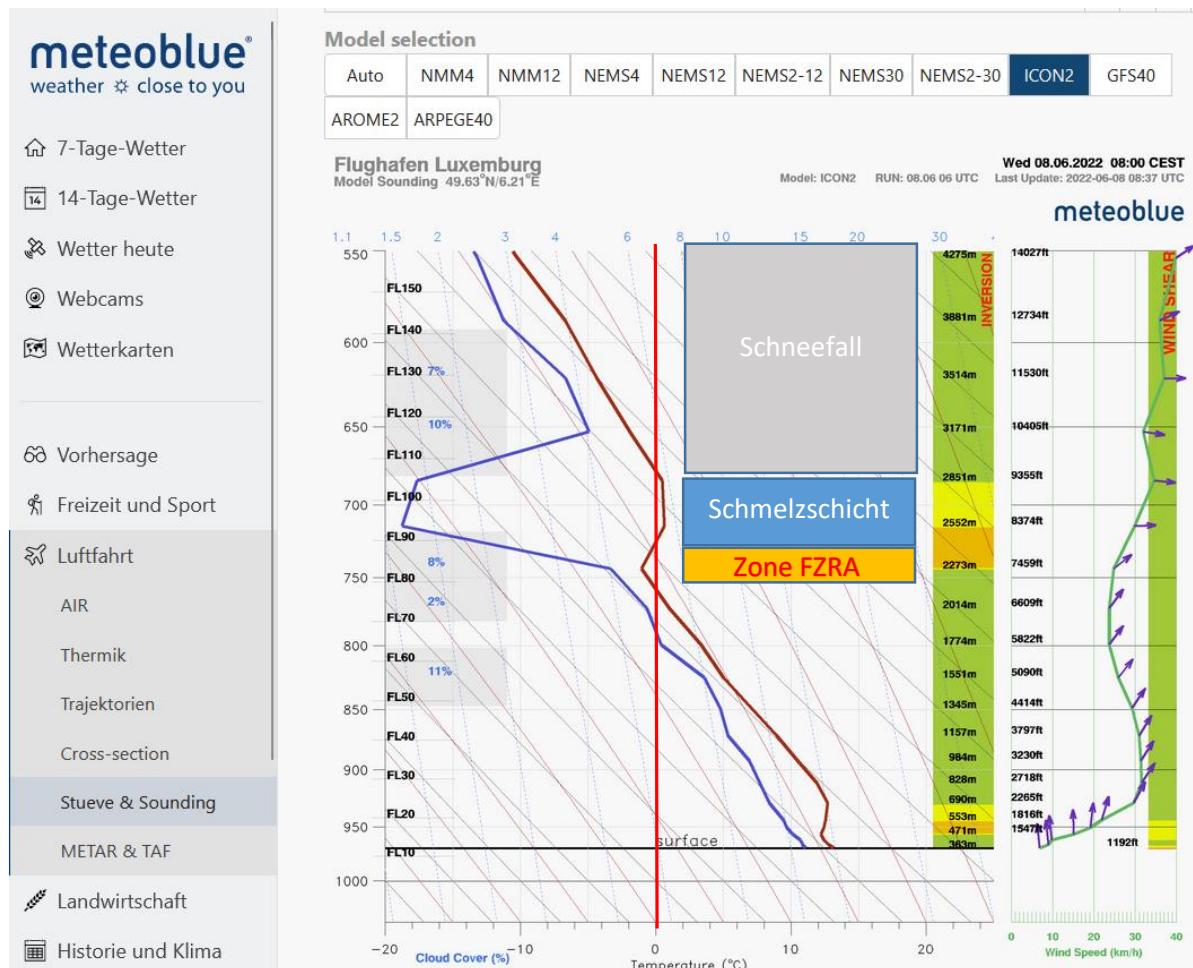 meteoblue®
weather ☼ close to you
7-Tage-Wetter
14-Tage-Wetter
Wetter heute
Webcams
Wetterkarten
Vorhersage
Freizeit und Sport
Luftfahrt
AIR
Thermik
Trajektorien
Cross-section
Stueve & Sounding
METAR & TAF
Landwirtschaft
Historie und Klima
Model selection
Auto NMM4 NMM12 NEMS4 NEMS12 NEMS2-12 NEMS30 NEMS2-30 ICON2 GFS40
AROME2 ARPEGE40
Flughafen Luxemburg
Model Sounding 49.63°N/6.21°E
Model: ICON2 RUN: 08.06 06 UTC
Wed 08.06.2022 08:00 CEST
Last Update: 2022-06-08 08:37 UTC
meteoblue
1.1 1.5 2 3 4 6 8 10 15 20 30
550
600
650
700
750
800
850
900
950
1000
FL150
FL140
FL130
FL120
FL110
FL100
FL90
FL80
FL70
FL60
FL50
FL40
FL30
FL20
FL10
7%
10%
8%
2%
11%
Schneefall
Schmelzschicht
Zone FZRA
surface
4275m
3881m
3514m
3171m
2851m
2552m
2273m
2014m
1774m
1551m
1345m
1157m
984m
828m
690m
553m
471m
363m
INVERSION
14027ft
12734ft
11530ft
10405ft
9355ft
8374ft
7459ft
6609ft
5822ft
5090ft
4414ft
3797ft
3230ft
2718ft
2265ft
1816ft
1547ft
1192ft
WIND SHEAR
-20 -10 0 10 20
Cloud Cover (%)
Temperature (°C)
0 10 20 30 40
Wind Speed (km/h)